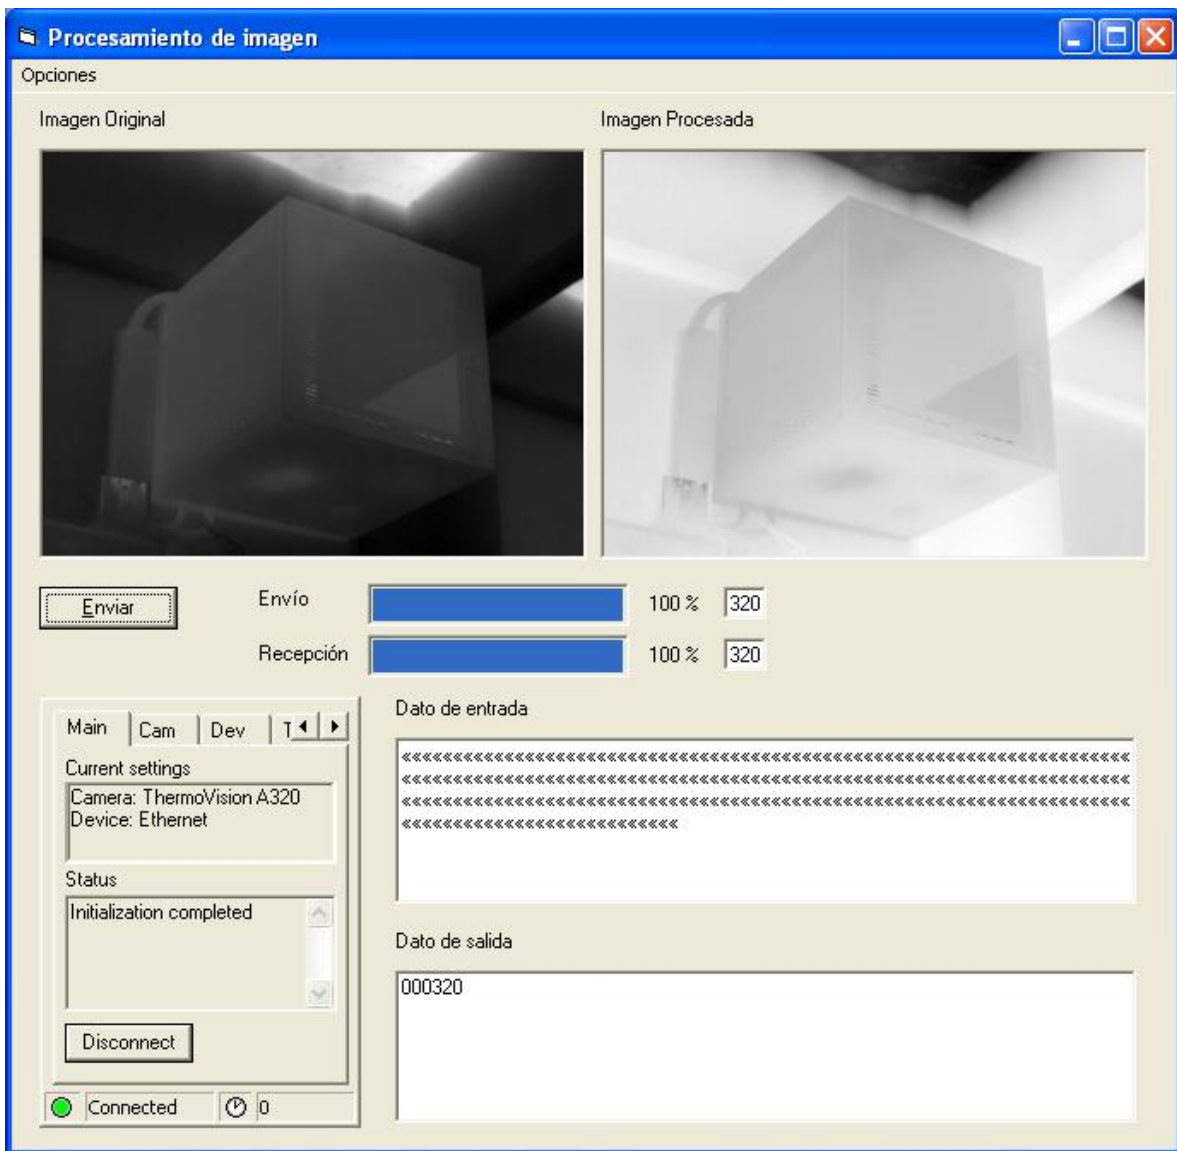 Procesamiento de imagen
Opciones
Imagen Original
Imagen Procesada
Enviar
Envío
100 %
320
Recepción
100 %
320
Main
Cam
Dev
T
Current settings
Camera: ThermoVision A320
Device: Ethernet
Status
Initialization completed
Disconnect
Connected
0
Dato de entrada
«««««««««««««««««««««««««««««««««««««««««««««««««««««««««««««««««««««««
«««««««««««««««««««««««««««««««««««««««««««««««««««««««««««««««««««««««
«««««««««««««««««««««««««««««««««««««««««««««««««««««««««««««««««««««««
«««««««««««««««««««««««««««
Dato de salida
000320